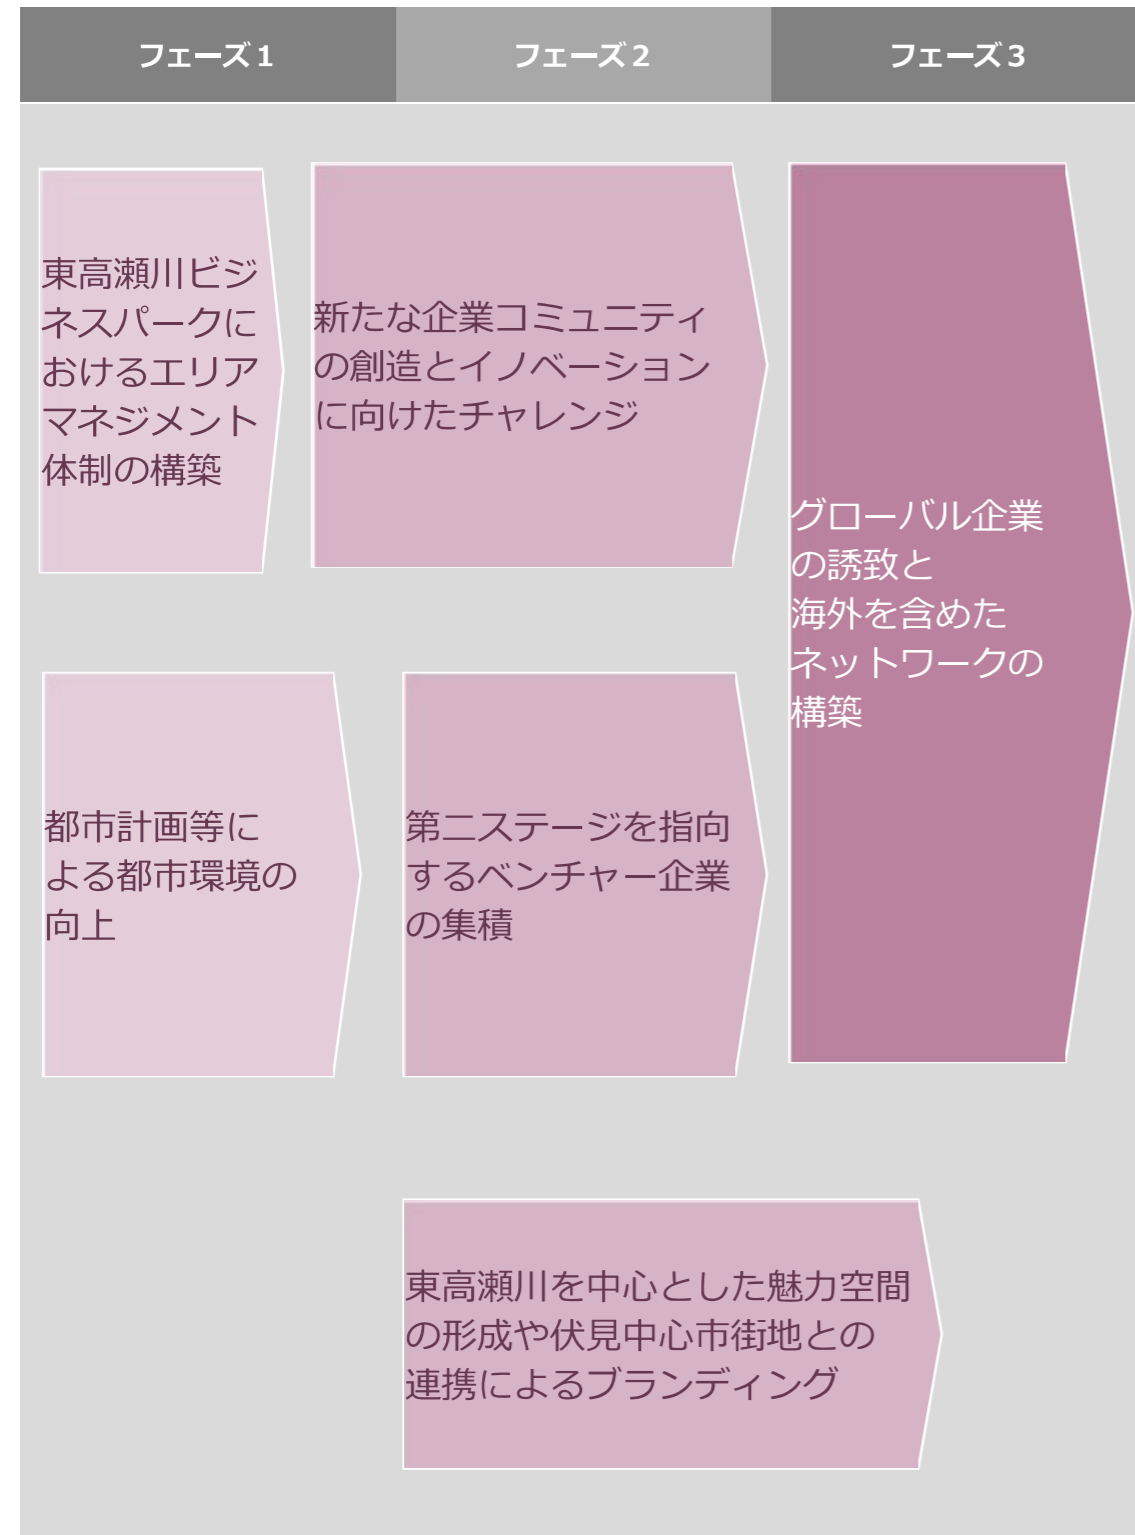 フェーズ１
フェーズ２
フェーズ３
東高瀬川ビジ
ネスパークに
おけるエリア
マネジメント
体制の構築
新たな企業コミュニティ
の創造とイノベーション
に向けたチャレンジ
グローバル企業
の誘致と
海外を含めた
ネットワークの
構築
都市計画等に
よる都市環境の
向上
第二ステージを指向
するベンチャー企業
の集積
東高瀬川を中心とした魅力空間
の形成や伏見中心市街地との
連携によるブランディング